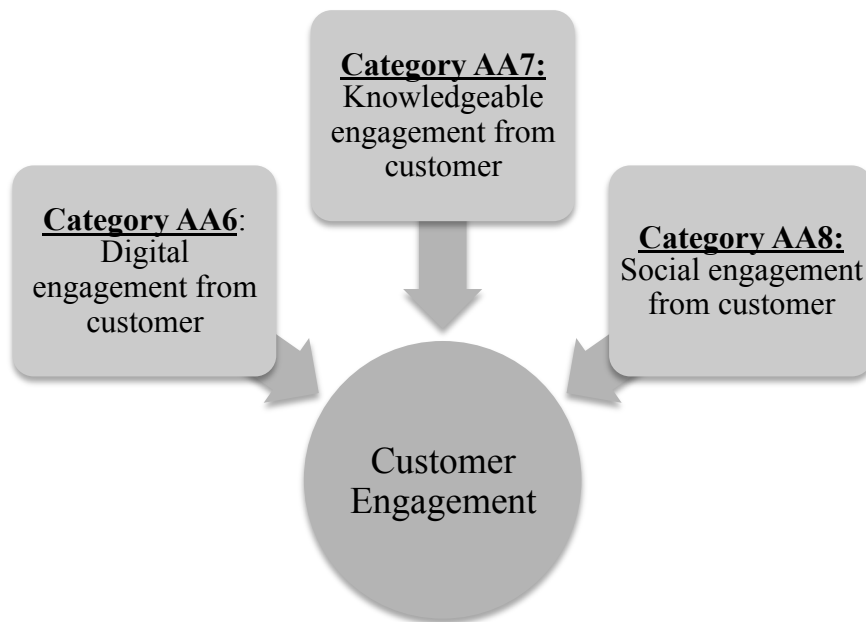 Category AA6:
Digital
engagement from
customer
Category AA7:
Knowledgeable
engagement from
customer
Category AA8:
Social engagement
from customer
Customer
Engagement